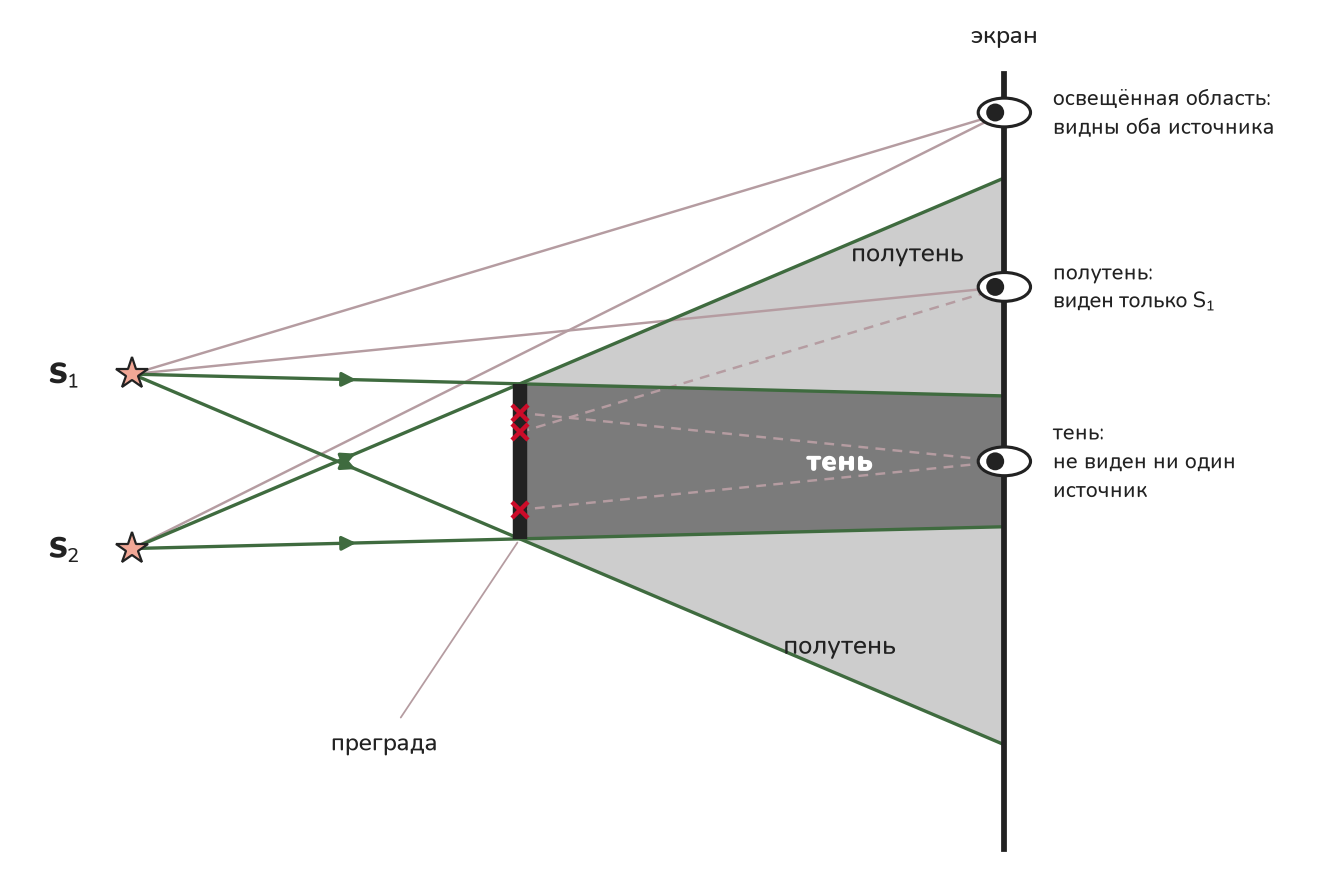 экран
освещённая область:
видны оба источника
полутень
полутень:
виден только S₁
S₁
тень:
не виден ни один
источник
тень
S₂
полутень
преграда